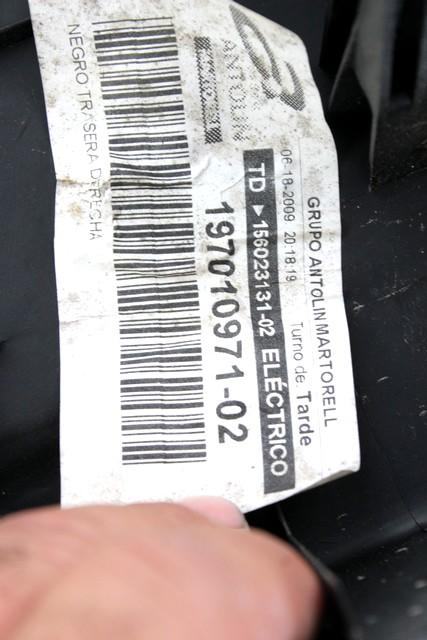 GRUPO ANTOLIN MARTORELL
06-18-2009 20:18:19 Turno de: Tarde
TD ►156023131-02 ELÉCTRICO
197010971-02
ANTOLIN
NEGRO TRASERA DERECHA